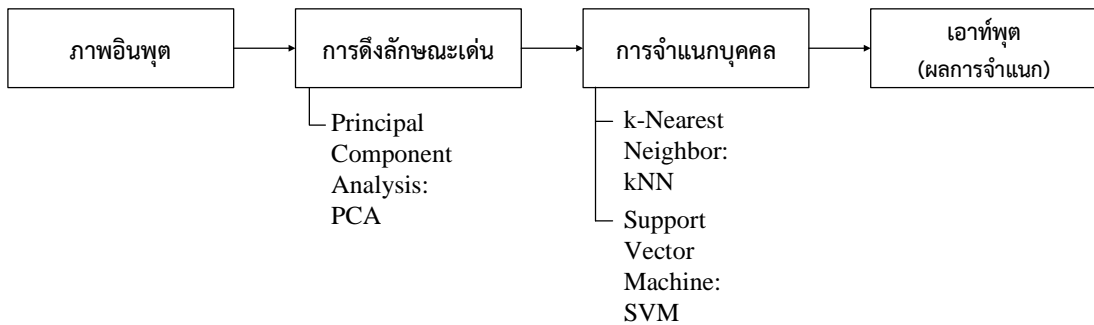 ภาพอินพุต
การดึงลักษณะเด่น
การจำแนกบุคคล
เอาท์พุต
(ผลการจำแนก)
Principal
Component
Analysis:
PCA
k-Nearest
Neighbor:
kNN
Support
Vector
Machine:
SVM